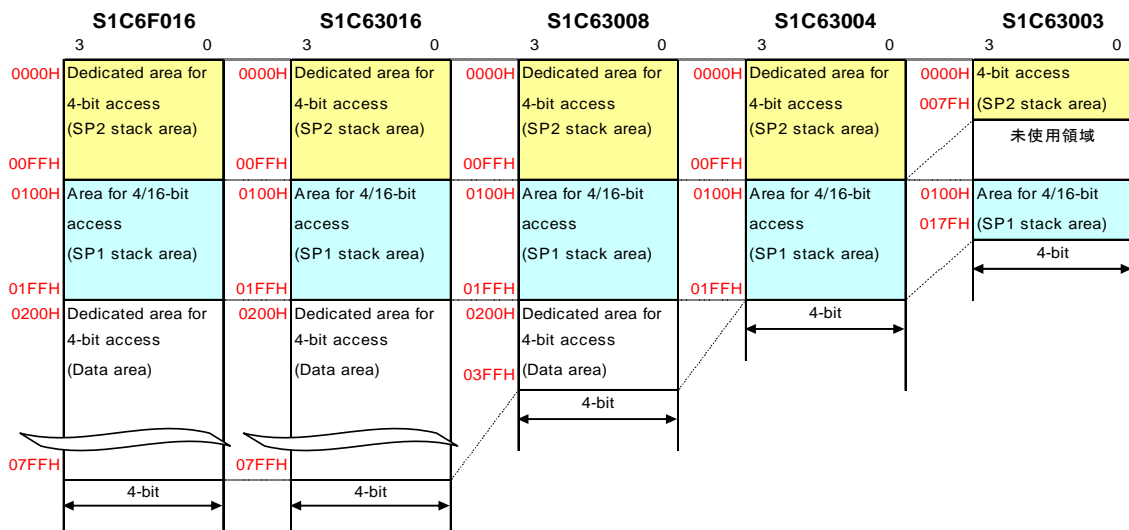 S1C6F016
3 0
0000H
Dedicated area for
4-bit access
(SP2 stack area)
00FFH
0100H
Area for 4/16-bit
access
(SP1 stack area)
01FFH
0200H
Dedicated area for
4-bit access
(Data area)
07FFH
4-bit
S1C63016
3 0
0000H
Dedicated area for
4-bit access
(SP2 stack area)
00FFH
0100H
Area for 4/16-bit
access
(SP1 stack area)
01FFH
0200H
Dedicated area for
4-bit access
(Data area)
07FFH
4-bit
S1C63008
3 0
0000H
Dedicated area for
4-bit access
(SP2 stack area)
00FFH
0100H
Area for 4/16-bit
access
(SP1 stack area)
01FFH
0200H
Dedicated area for
4-bit access
(Data area)
03FFH
4-bit
S1C63004
3 0
0000H
Dedicated area for
4-bit access
(SP2 stack area)
00FFH
0100H
Area for 4/16-bit
access
(SP1 stack area)
01FFH
4-bit
S1C63003
3 0
0000H
4-bit access
007FH
(SP2 stack area)
未使用領域
0100H
Area for 4/16-bit
017FH
(SP1 stack area)
4-bit